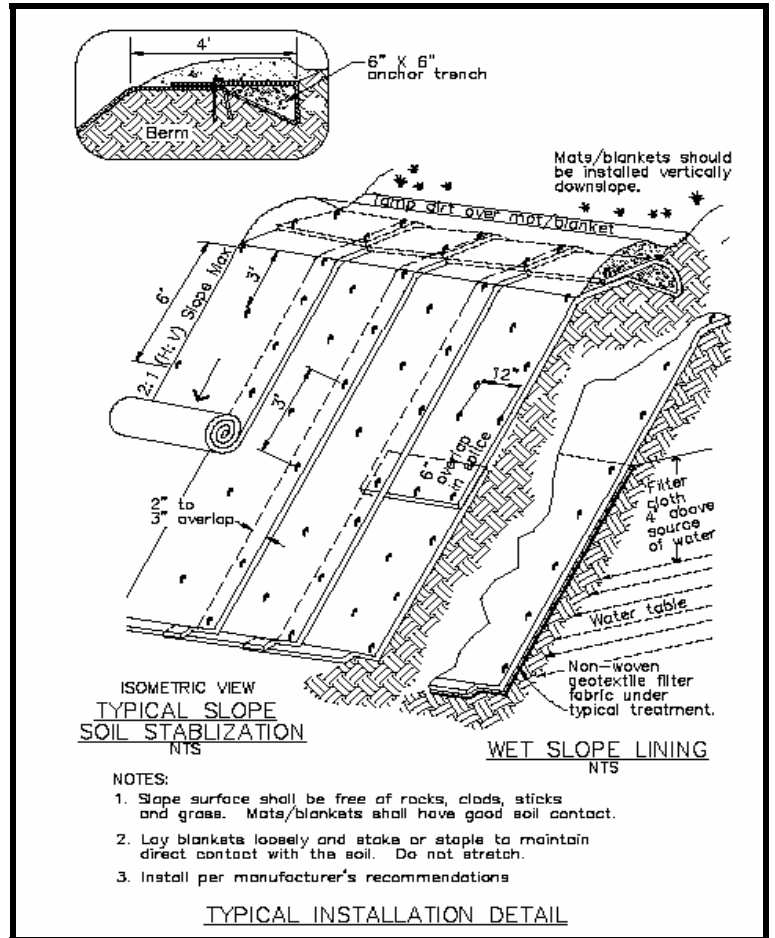 4'
6" X 6"
anchor trench
Berm
Mats/blankets should
be installed vertically
downslope.
Tamp dirt over mat/blanket
6'
3'
2:1 (H:V) Slope Max
12"
3'
6"
overlap
in splice
2" to
3" overlap
Filter
cloth
4' above
source
of water
Water table
Non-woven
geotextile filter
fabric under
typical treatment.
ISOMETRIC VIEW
TYPICAL SLOPE
SOIL STABLIZATION
NTS
WET SLOPE LINING
NTS
NOTES:
1. Slope surface shall be free of rocks, clods, sticks
and grass. Mats/blankets shall have good soil contact.
2. Lay blankets loosely and stake or staple to maintain
direct contact with the soil. Do not stretch.
3. Install per manufacturer's recommendations
TYPICAL INSTALLATION DETAIL